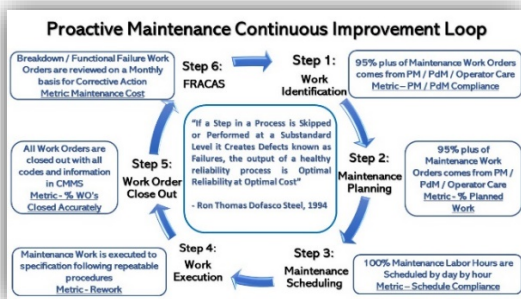 Proactive Maintenance Continuous Improvement Loop
Breakdown / Functional Failure Work
Orders are reviewed on a Monthly
basis for Corrective Action
Metric: Maintenance Cost
Step 6:
FRACAS
Step 1:
Work
Identification
95% plus of Maintenance Work Orders
comes from PM / PdM / Operator Care
Metric – PM / PdM Compliance
All Work Orders are
closed out with all
codes and information in
CMMS
Metric - % WO's
Closed Accurately
Step 5:
Work Order
Close Out
"If a Step in a Process is Skipped
or Performed at a Substandard
Level it Creates Defects known as
Failures, the output of a healthy
reliability process is Optimal
Reliability at Optimal Cost"
- Ron Thomas Dofasco Steel, 1994
Step 2:
Maintenance
Planning
95% plus of
Maintenance Work
Orders comes from PM /
PdM / Operator Care
Metric - % Planned
Work
Maintenance Work is executed to
specification following repeatable
procedures
Metric - Rework
Step 4:
Work
Execution
Step 3:
Maintenance
Scheduling
100% Maintenance Labor Hours are
Scheduled by day by hour
Metric – Schedule Compliance